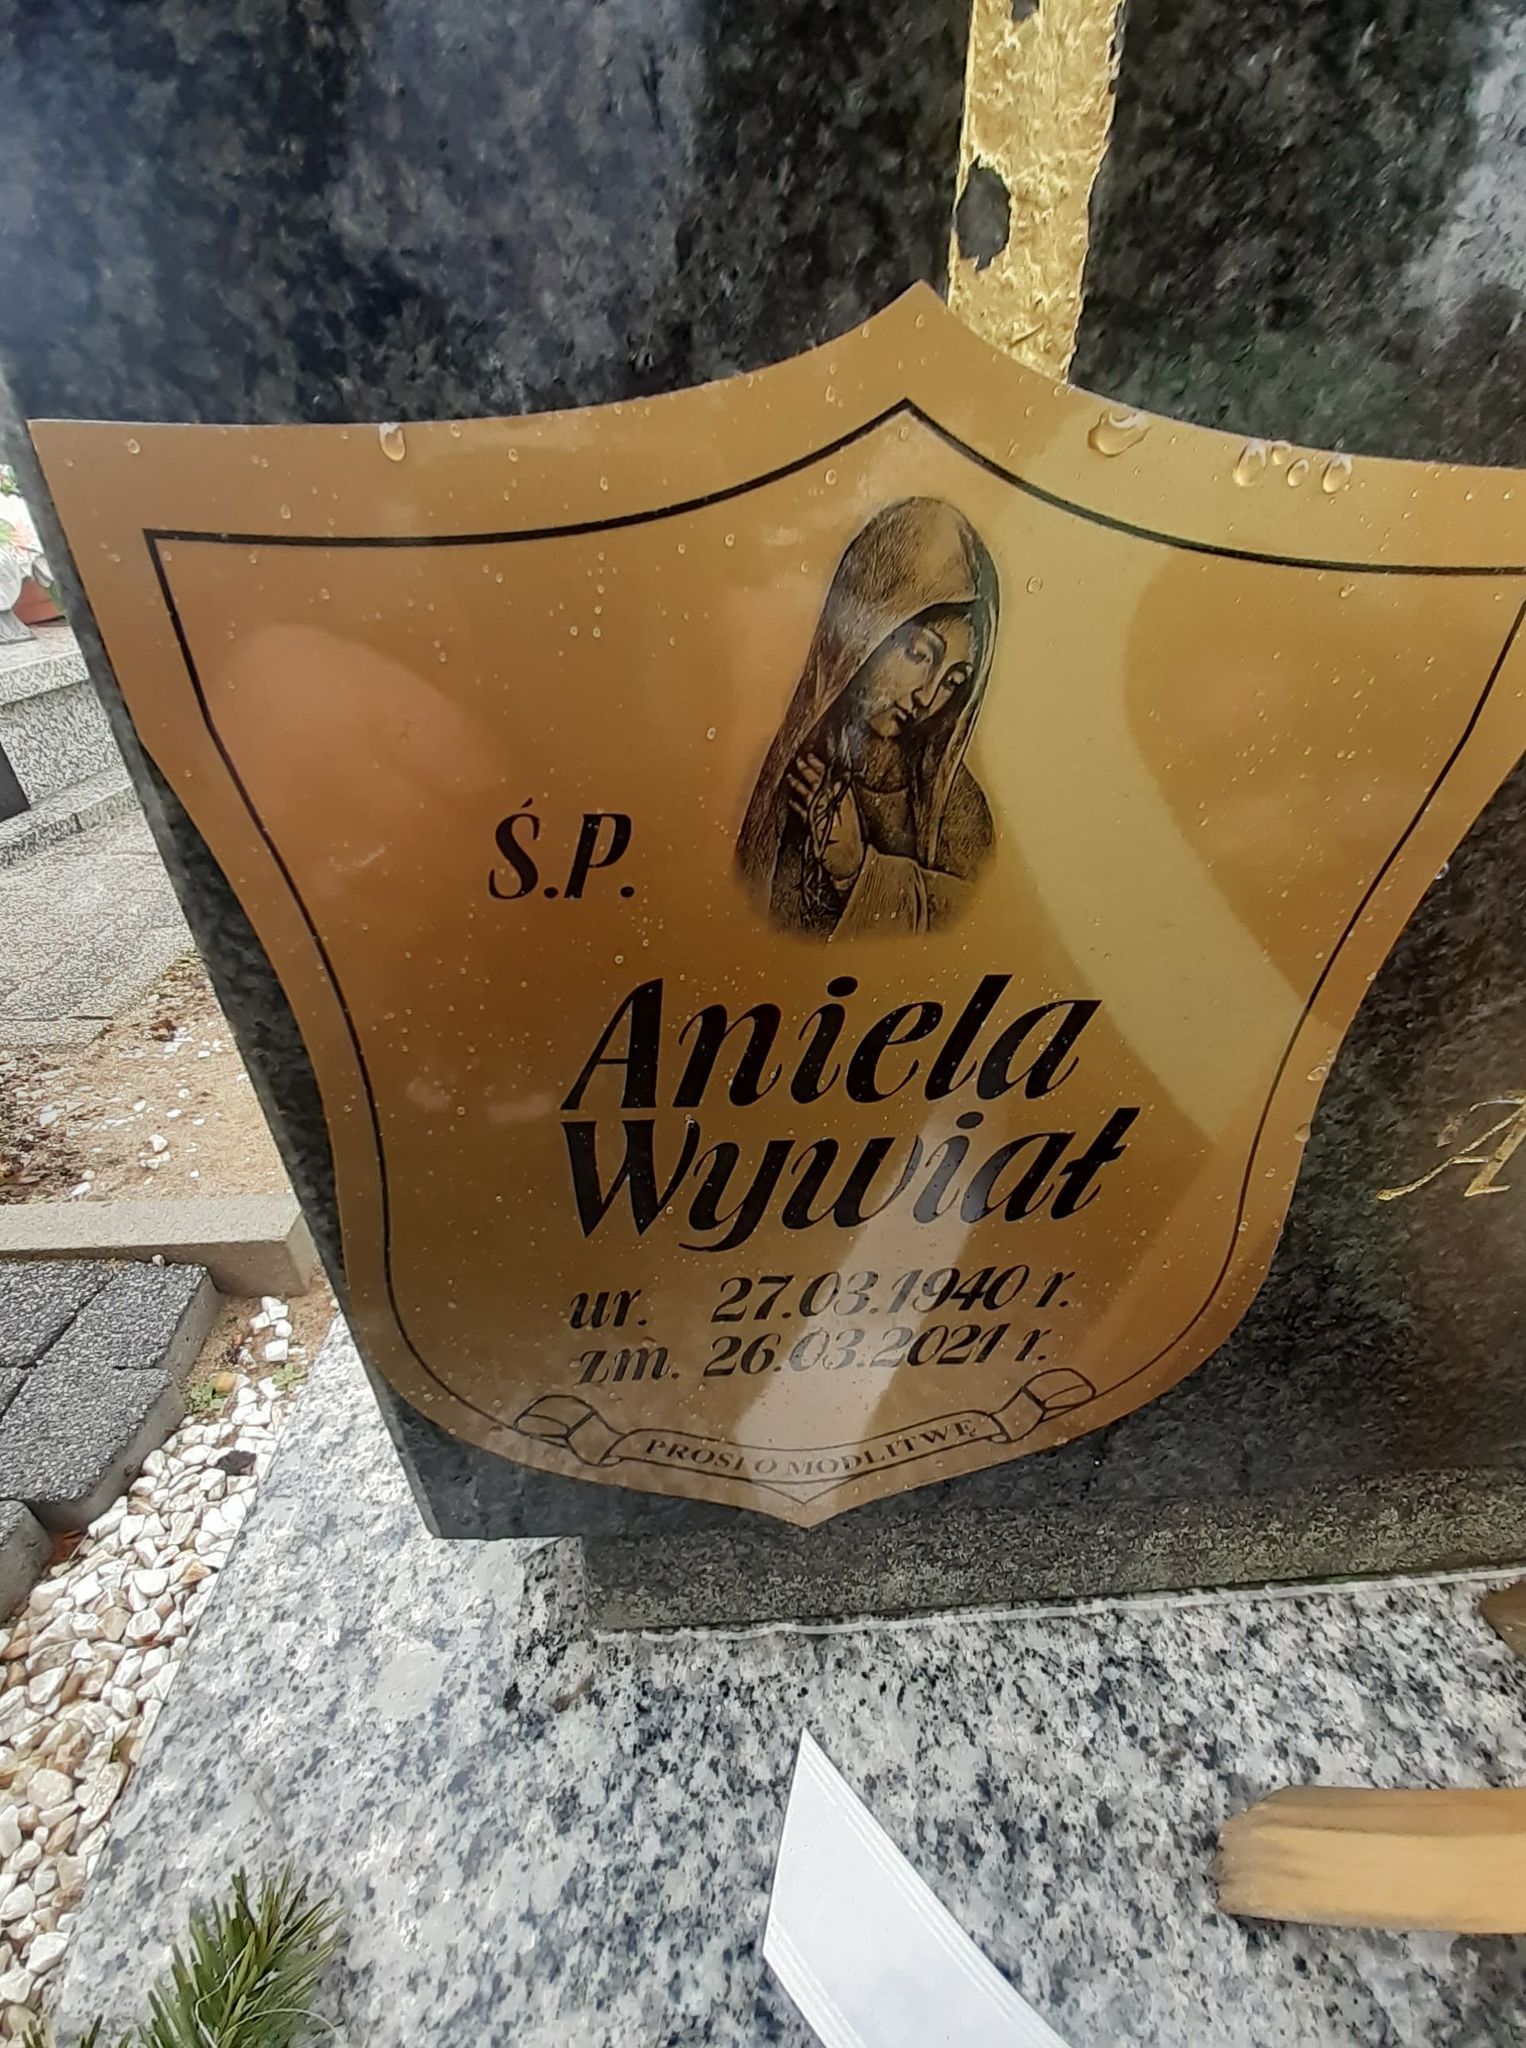 Ś.P.
Aniela
Wywiał
ur. 27.03.1940 r.
zm. 26.03.2021 r.
PROSI O MODLITWĘ
A